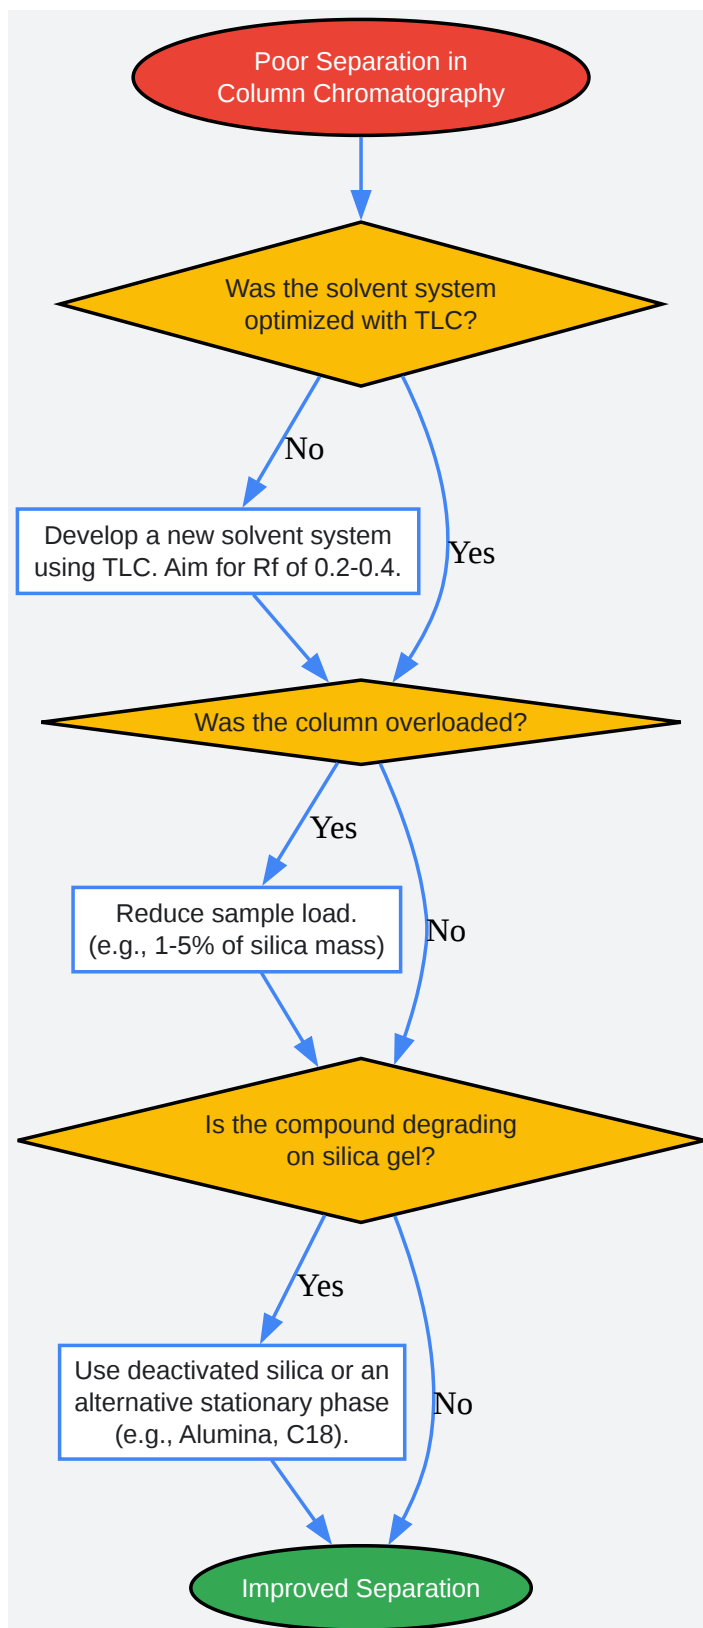 Poor Separation in
Column Chromatography
Was the solvent system
optimized with TLC?
No
Develop a new solvent system
using TLC. Aim for Rf of 0.2-0.4.
Yes
Was the column overloaded?
Yes
Reduce sample load.
(e.g., 1-5% of silica mass)
No
Is the compound degrading
on silica gel?
Yes
Use deactivated silica or an
alternative stationary phase
(e.g., Alumina, C18).
No
Improved Separation